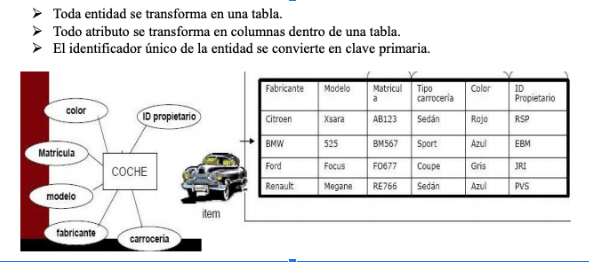 ➤ Toda entidad se transforma en una tabla.
➤ Todo atributo se transforma en columnas dentro de una tabla.
➤ El identificador único de la entidad se convierte en clave primaria.
color
ID propietario
Matrícula
COCHE
modelo
fabricante
carrocería
item
Fabricante Modelo Matricul a Tipo carrocería Color ID Propietario
Citroen Xsara AB123 Sedán Rojo RSP
BMW 525 BM567 Sport Azul EBM
Ford Focus FO677 Coupe Gris JRI
Renault Megane RE766 Sedán Azul PVS